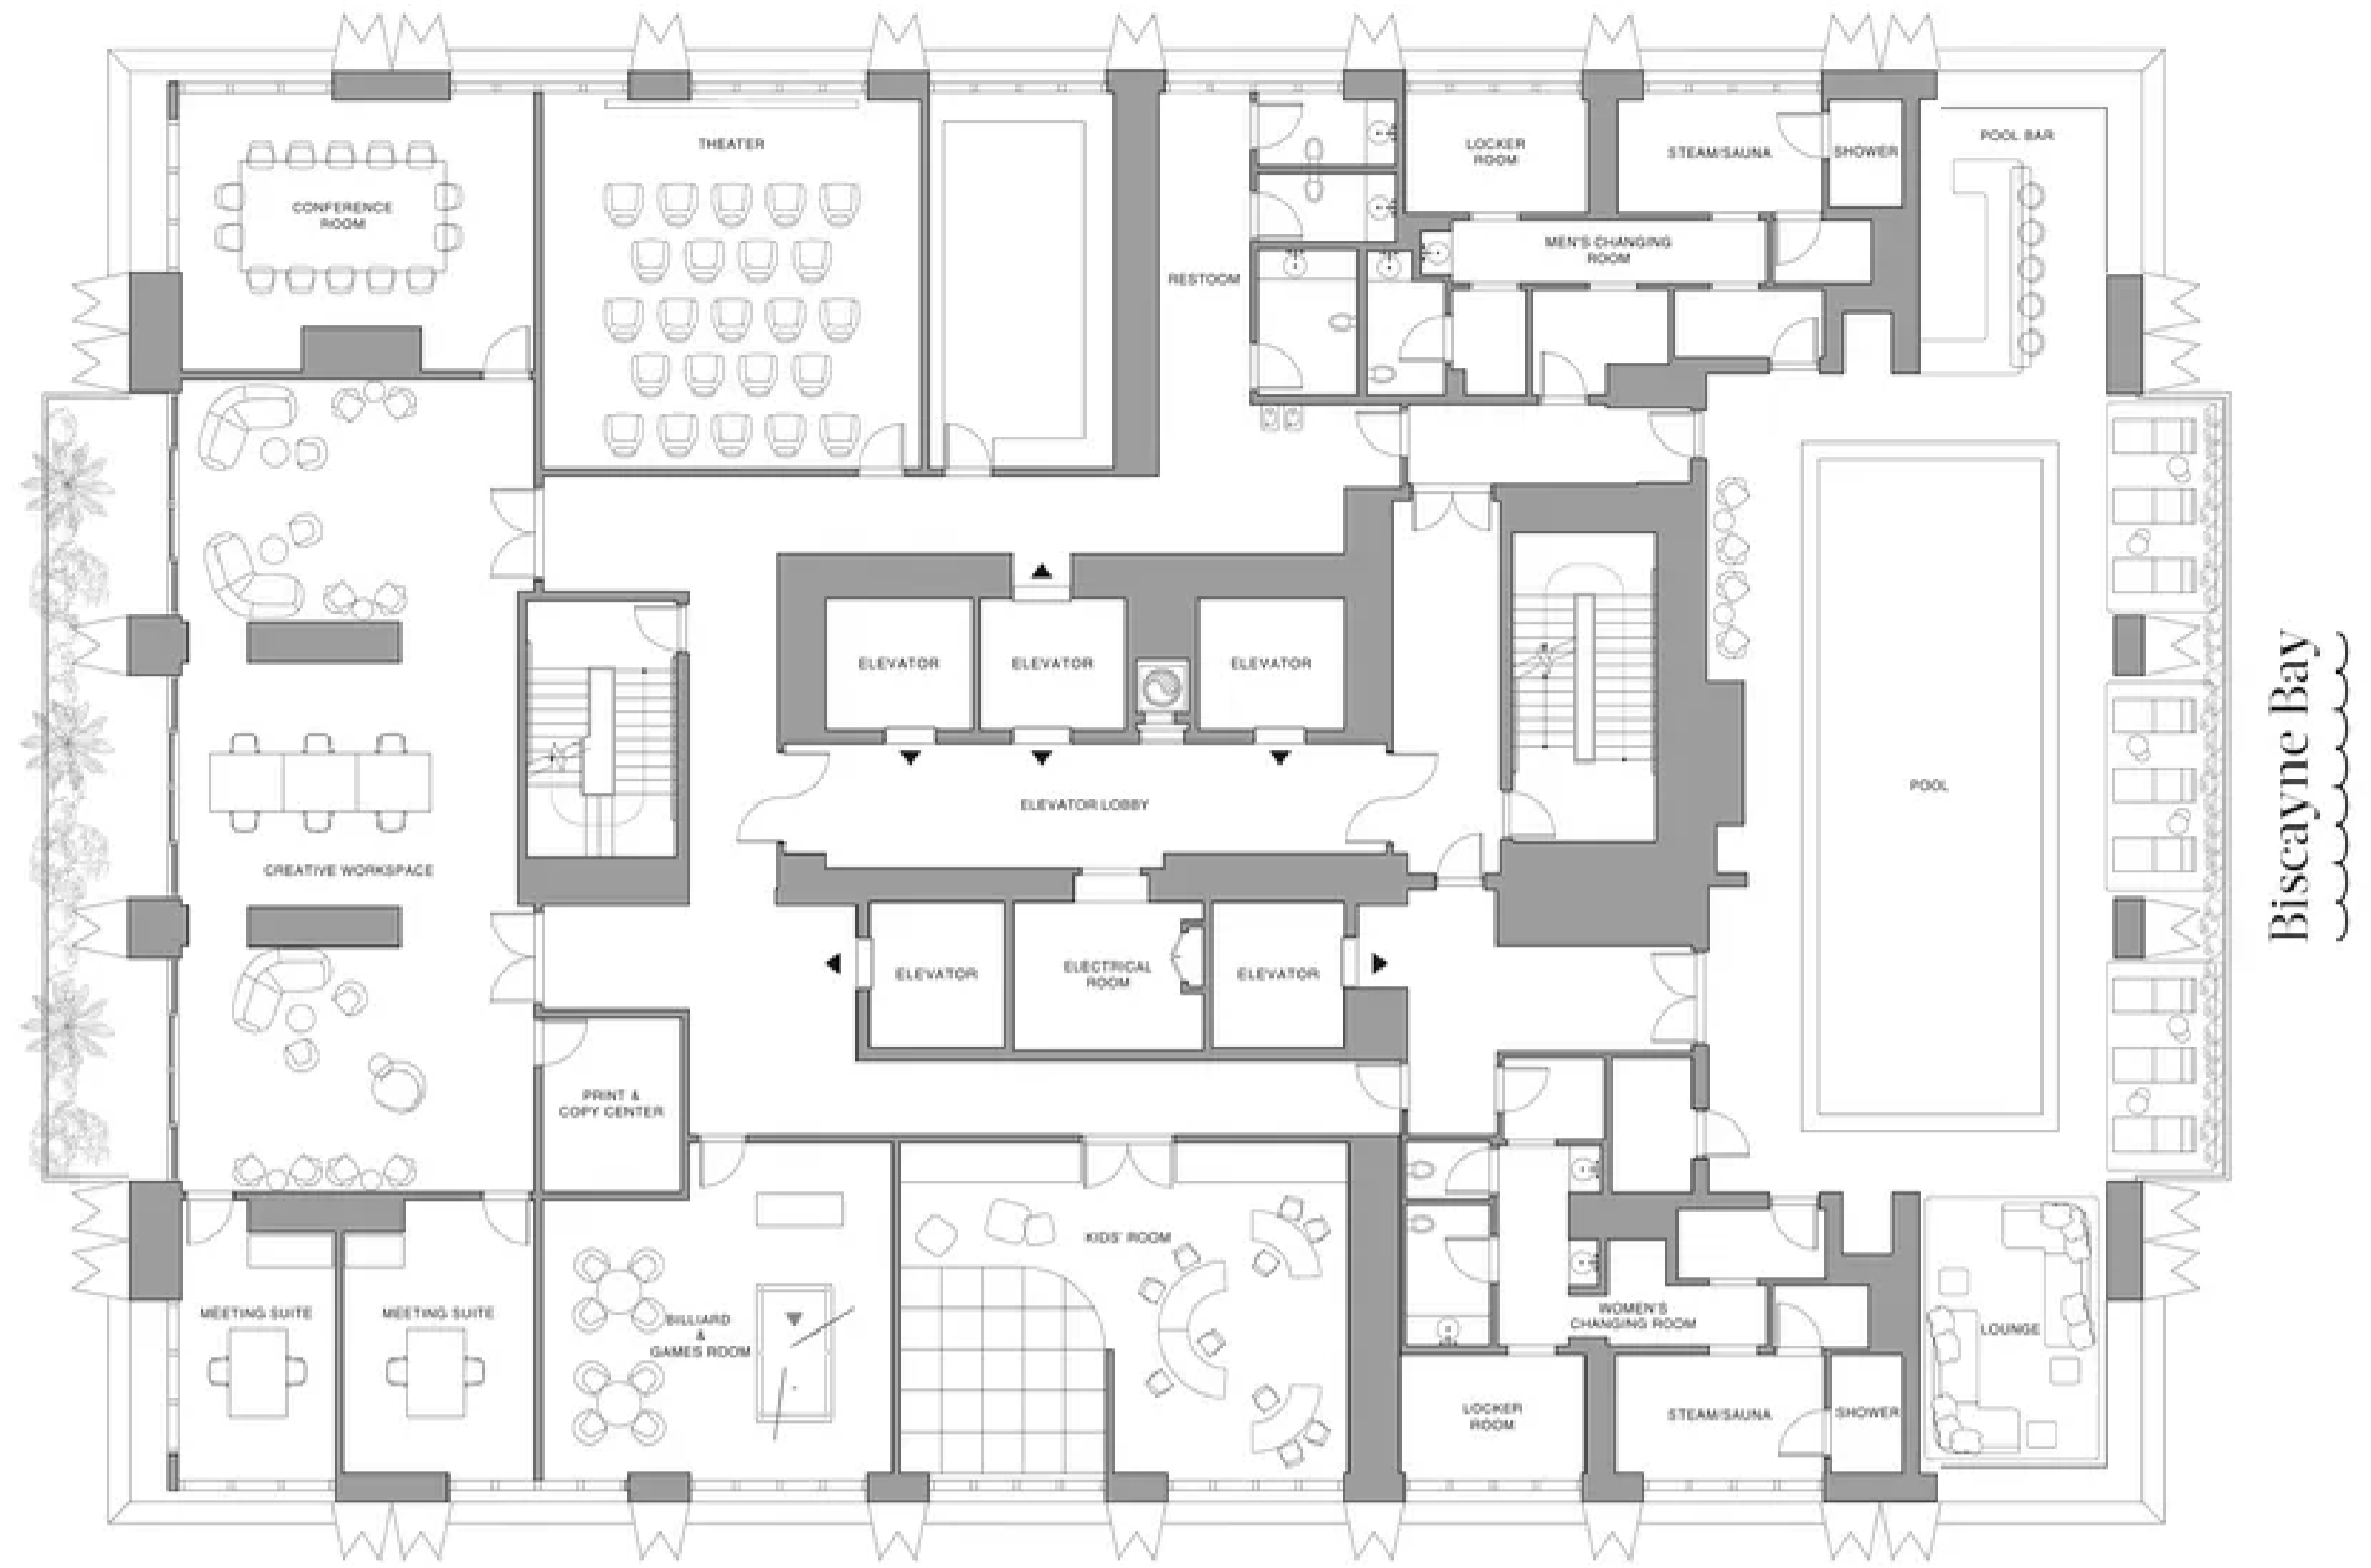 THEATER
LOCKER
ROOM
STEAM/SAUNA
SHOWER
POOL BAR
CONFERENCE
ROOM
MEN'S CHANGING
ROOM
RESTOOM
ELEVATOR
ELEVATOR
ELEVATOR
ELEVATOR LOBBY
POOL
Biscayne Bay
CREATIVE WORKSPACE
ELEVATOR
ELECTRICAL
ROOM
ELEVATOR
PRINT &
COPY CENTER
KIDS' ROOM
MEETING SUITE
MEETING SUITE
BILLIARD
&
GAMES ROOM
WOMEN'S
CHANGING ROOM
LOUNGE
LOCKER
ROOM
STEAM/SAUNA
SHOWER